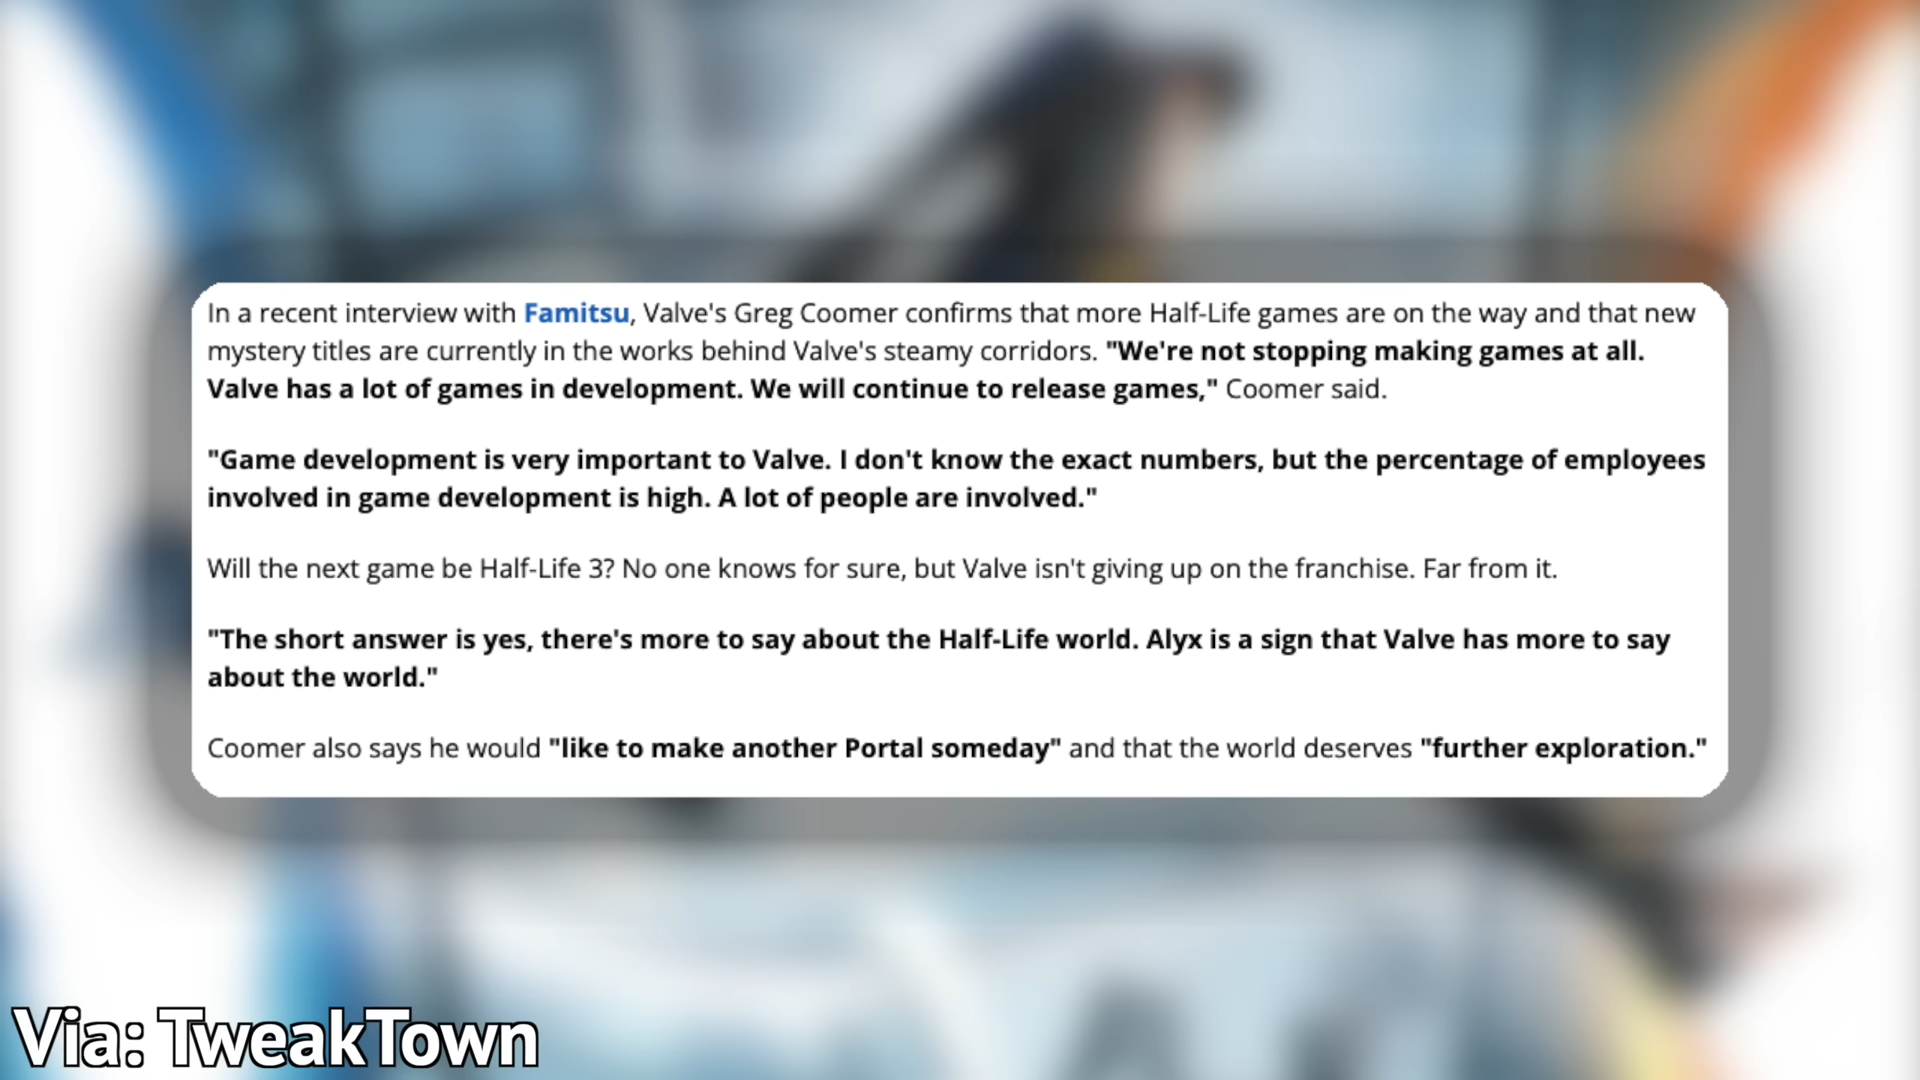 In a recent interview with Famitsu, Valve's Greg Coomer confirms that more Half-Life games are on the way and that new
mystery titles are currently in the works behind Valve's steamy corridors. "We're not stopping making games at all.
Valve has a lot of games in development. We will continue to release games," Coomer said.
"Game development is very important to Valve. I don't know the exact numbers, but the percentage of employees
involved in game development is high. A lot of people are involved."
Will the next game be Half-Life 3? No one knows for sure, but Valve isn't giving up on the franchise. Far from it.
"The short answer is yes, there's more to say about the Half-Life world. Alyx is a sign that Valve has more to say
about the world."
Coomer also says he would "like to make another Portal someday" and that the world deserves "further exploration."
Via: TweakTown